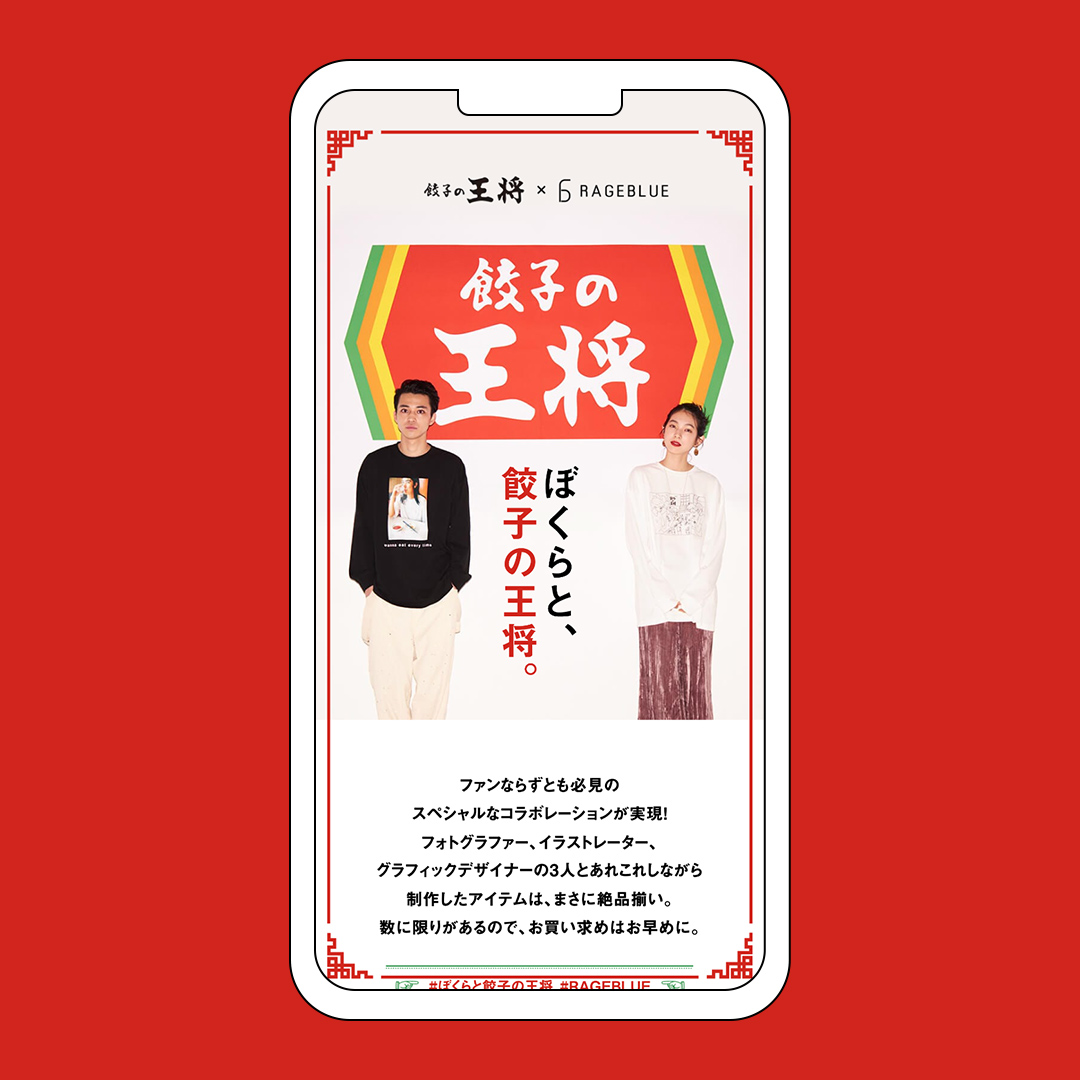 餃子の王将 × RAGEBLUE
餃子の
王将
ぼくらと、
餃子の王将。
wanna eat every time
ファンならずとも必見の
スペシャルなコラボレーションが実現!
フォトグラファー、イラストレーター、
グラフィックデザイナーの3人とあれこれしながら
制作したアイテムは、まさに絶品揃い。
数に限りがあるので、お買い求めはお早めに。
#ぼくらと餃子の王将 #RAGEBLUE